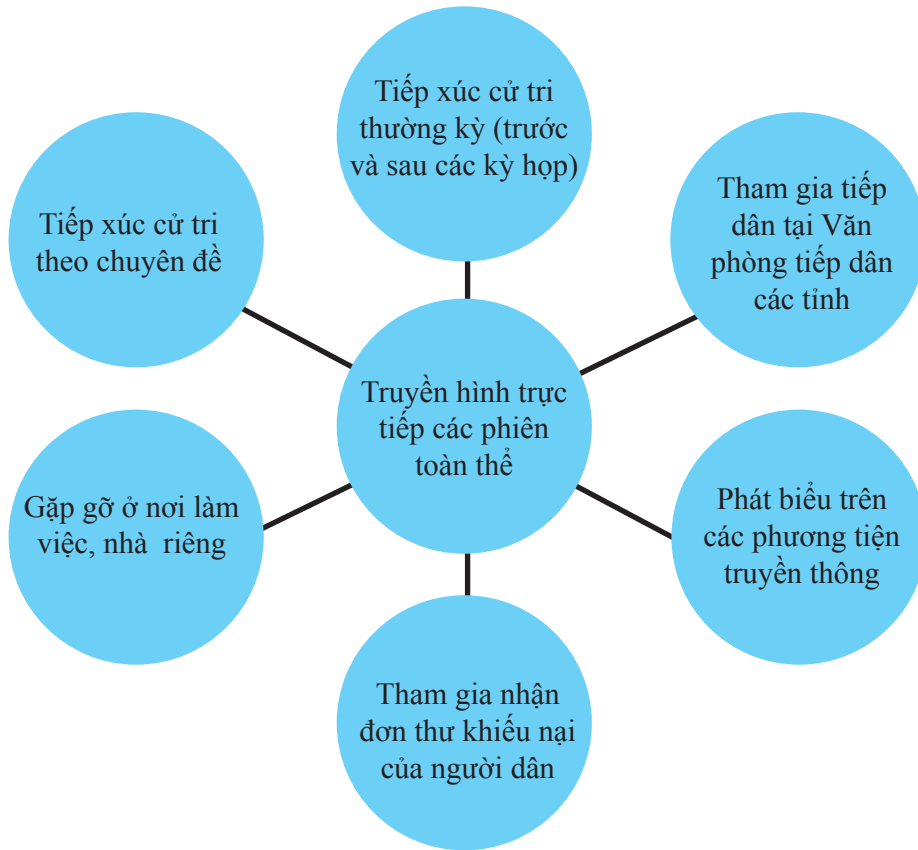 Tiếp xúc cử tri
thường kỳ (trước
và sau các kỳ họp)
Tiếp xúc cử tri
theo chuyên đề
Tham gia tiếp
dân tại Văn
phòng tiếp dân
các tỉnh
Truyền hình trực
tiếp các phiên
toàn thể
Gặp gỡ ở nơi làm
việc, nhà riêng
Phát biểu trên
các phương tiện
truyền thông
Tham gia nhận
đơn thư khiếu nại
của người dân